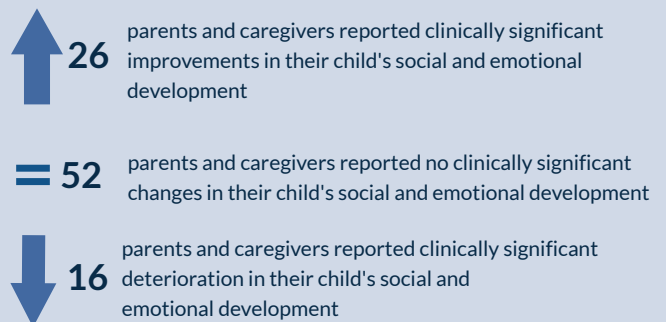 26
parents and caregivers reported clinically significant
improvements in their child's social and emotional
development
= 52
parents and caregivers reported no clinically significant
changes in their child's social and emotional development
16
parents and caregivers reported clinically significant
deterioration in their child's social and
emotional development